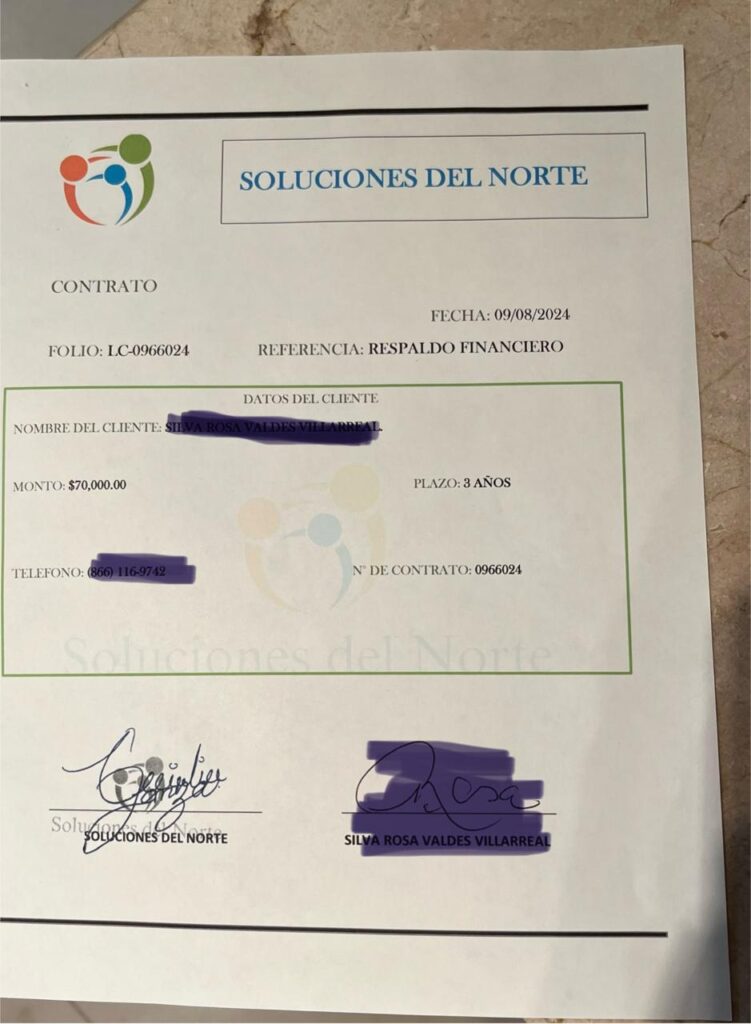 SOLUCIONES DEL NORTE
CONTRATO
FECHA: 09/08/2024
FOLIO: LC-0966024 REFERENCIA: RESPALDO FINANCIERO
DATOS DEL CLIENTE
NOMBRE DEL CLIENTE:
MONTO: $70,000.00 PLAZO: 3 AÑOS
TELEFONO: N° DE CONTRATO: 0966024
Soluciones del Norte
Soluciones del Norte
SOLUCIONES DEL NORTE